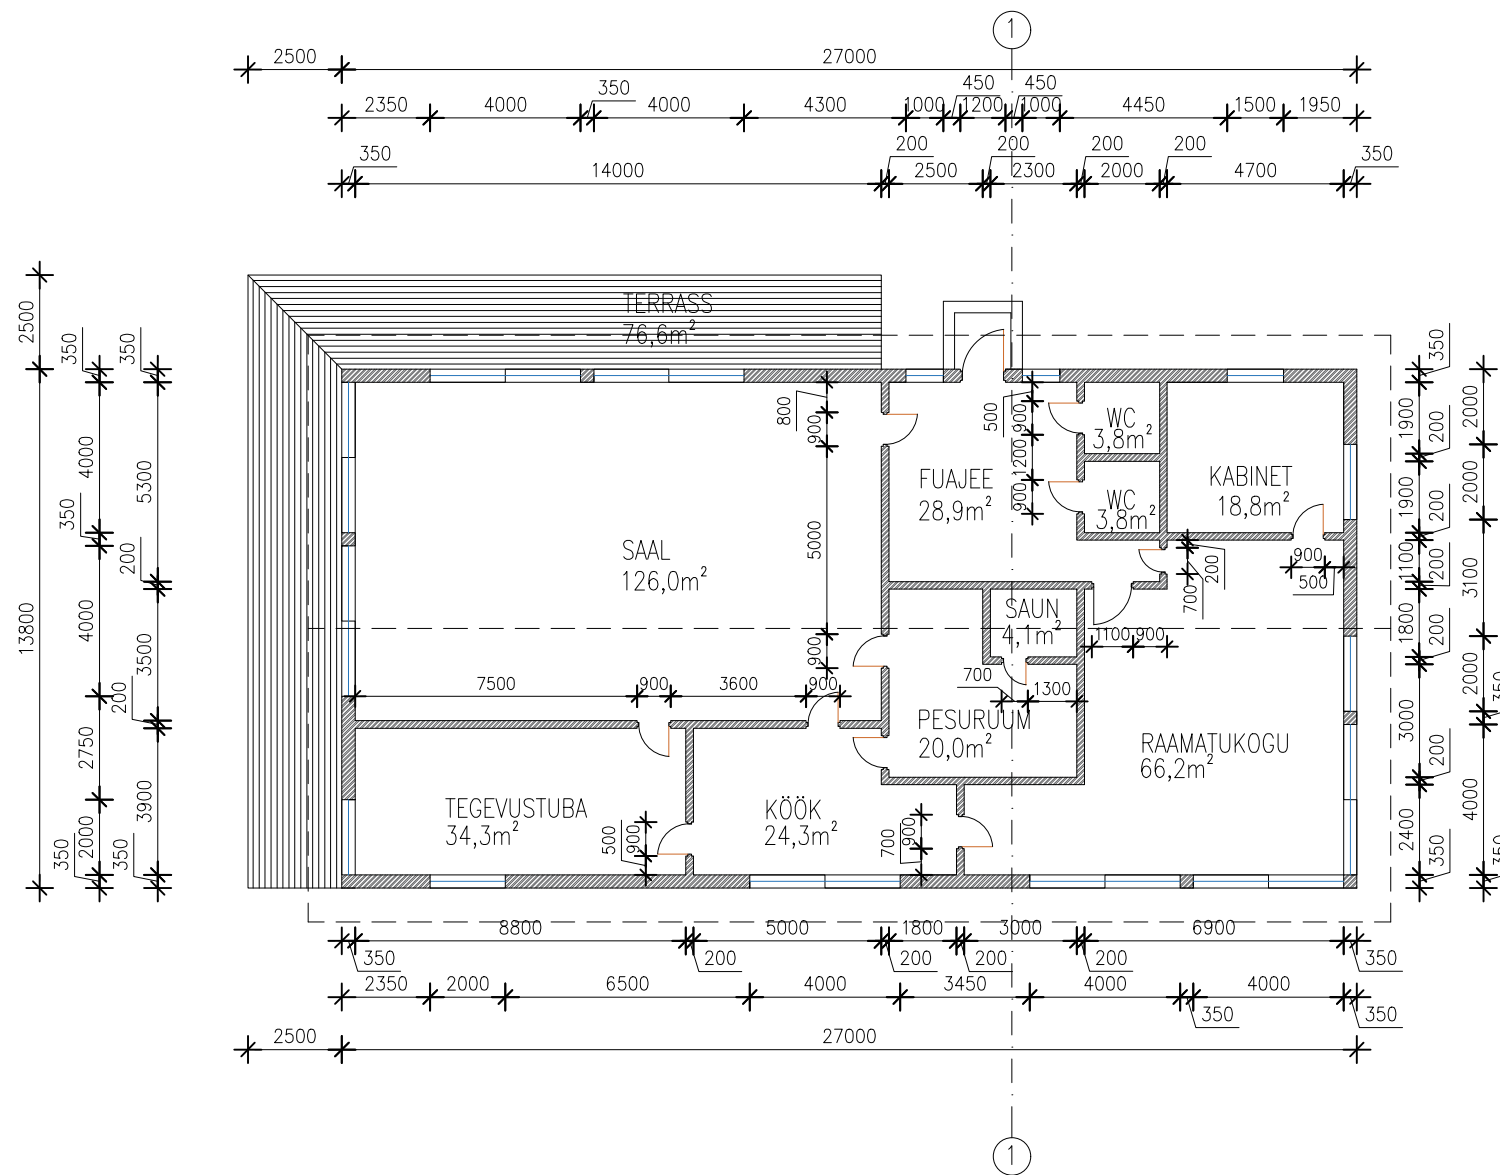 1
2500 27000
450 450
350
2350 4000 4000 4300 1000 1200 1000 4450 1500 1950
200 200 200 200
350 350
14000 2500 2300 2000 4700
2500
13800
350
4000
350
4000
2750
2000
350
350
5300
200
3500
200
3900
350
TERRASS
76,6m²
800
900
5000
900
500
900
1200
900
WC
3,8m²
WC
3,8m²
FUAJEE
28,9m²
KABINET
18,8m²
SAAL
126,0m²
900
500
200
700
SAUN
4,1m²
1100 900
7500 900 3600 900
700
1300
PESURUUM
20,0m²
RAAMATUKOGU
66,2m²
TEGEVUSTUBA
34,3m²
KÖÖK
24,3m²
500
900
700
900
350
1900
200
1900
200
1100
200
1800
200
3000
200
2400
350
2000
2000
3100
2000
350
4000
350
8800 5000 1800 3000 6900
350 200 200 200 200 350
2350 2000 6500 4000 3450 4000 4000
350 350
2500 27000
1